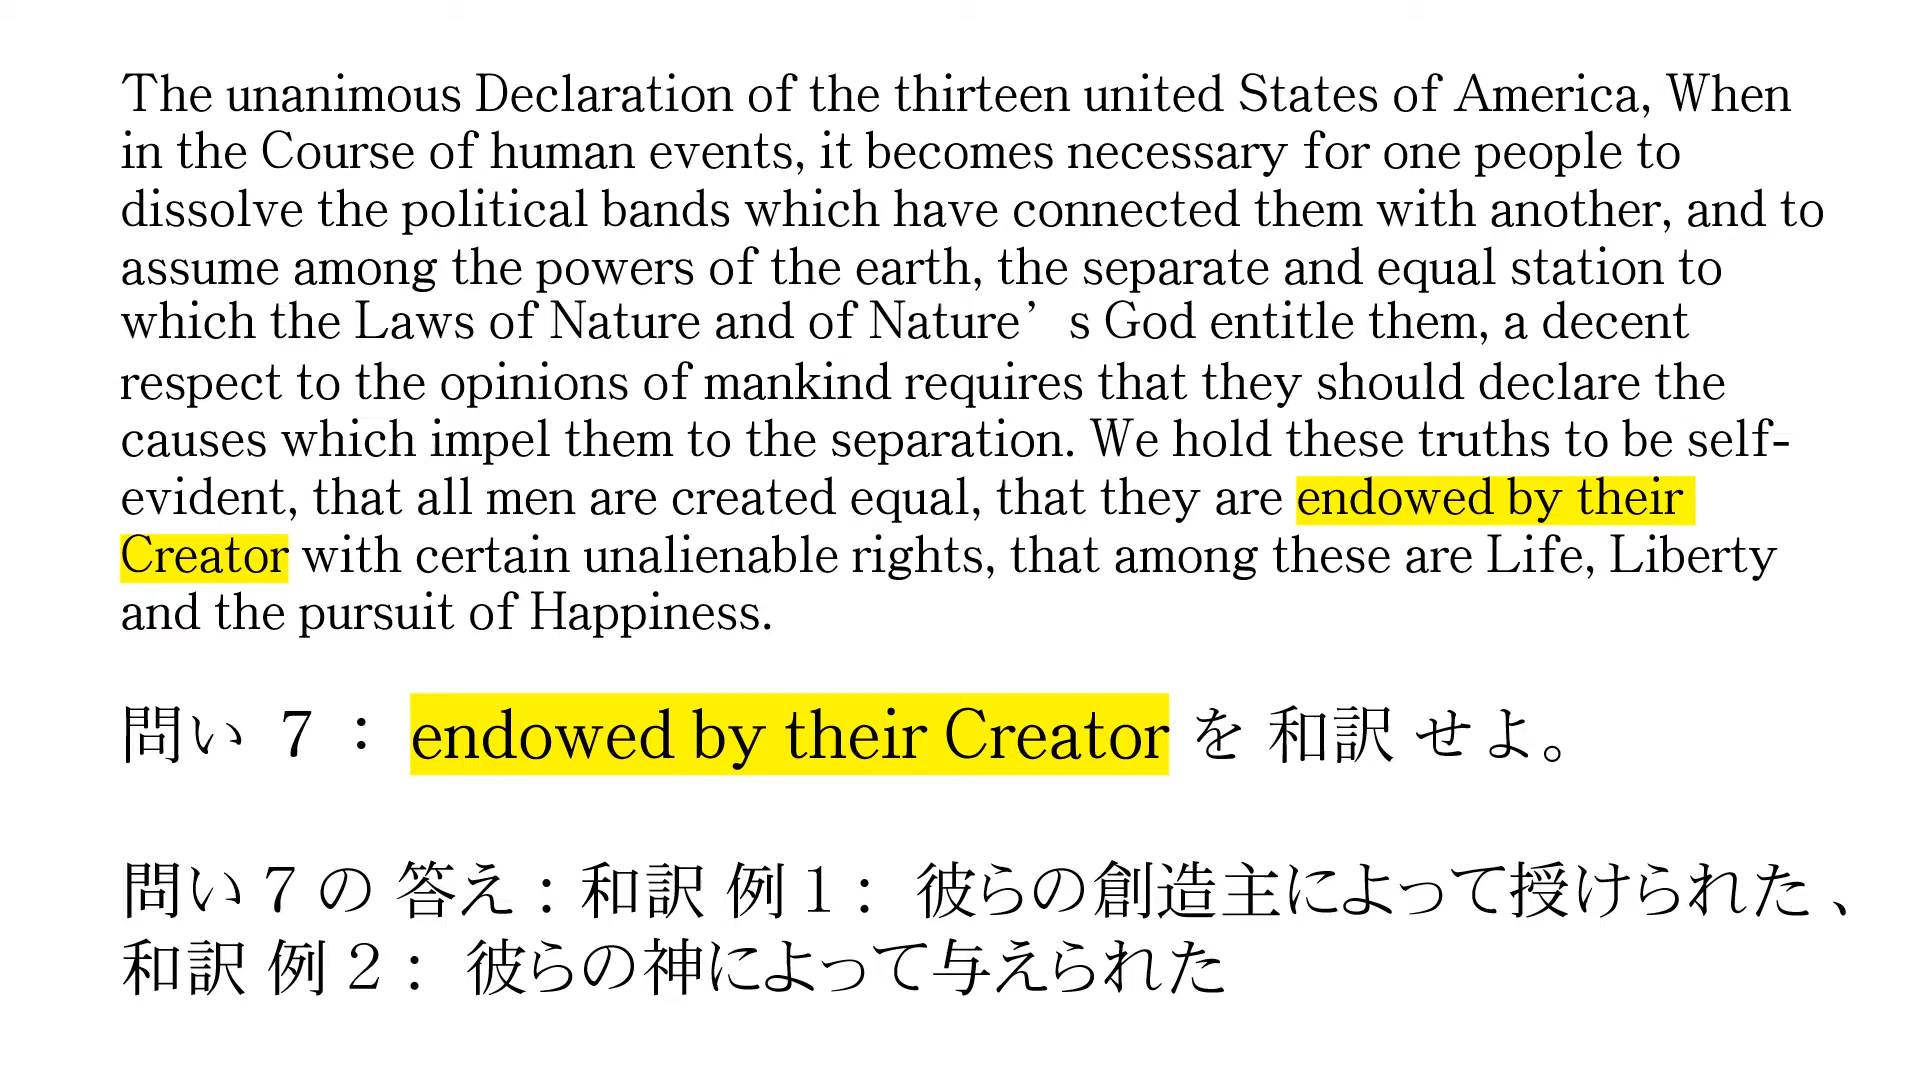 The unanimous Declaration of the thirteen united States of America, When
in the Course of human events, it becomes necessary for one people to
dissolve the political bands which have connected them with another, and to
assume among the powers of the earth, the separate and equal station to
which the Laws of Nature and of Nature’s God entitle them, a decent
respect to the opinions of mankind requires that they should declare the
causes which impel them to the separation. We hold these truths to be self-
evident, that all men are created equal, that they are endowed by their
Creator with certain unalienable rights, that among these are Life, Liberty
and the pursuit of Happiness.
問い 7 : endowed by their Creator を 和訳 せよ。
問い 7 の 答え : 和訳 例 1 : 彼らの創造主によって授けられた 、
和訳 例 2 : 彼らの神によって与えられた